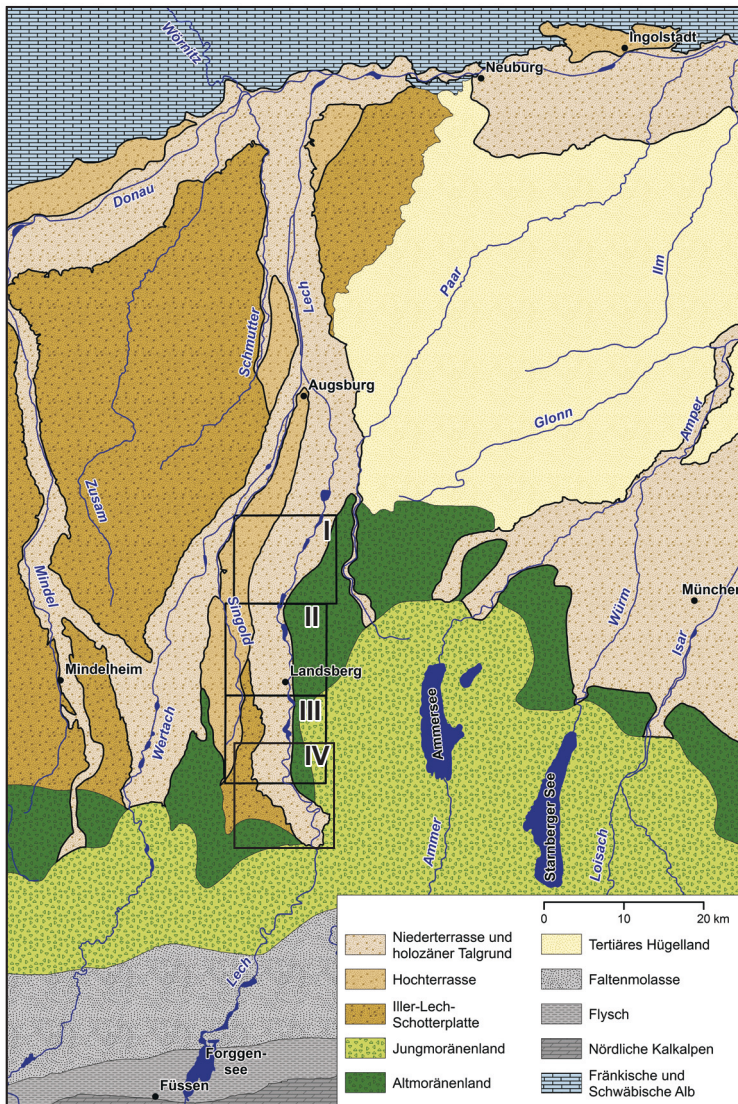 Wörnitz
Ingolstadt
Neuburg
Donau
Lech
Paar
Ilm
Schmutter
Augsburg
Glonn
Amper
Zusam
I
Mindel
Singold
II
Würm
München
Isar
Mindelheim
Landsberg
Wertach
III
Ammersee
IV
Starnberger See
Ammer
Loisach
0 10 20 km
Niederterrasse und
holozäner Talgrund
Hochterrasse
Iller-Lech-
Schotterplatte
Jungmoränenland
Altmoränenland
Tertiäres Hügelland
Faltenmolasse
Flysch
Nördliche Kalkalpen
Fränkische und
Schwäbische Alb
Lech
Forggen-
see
Füssen